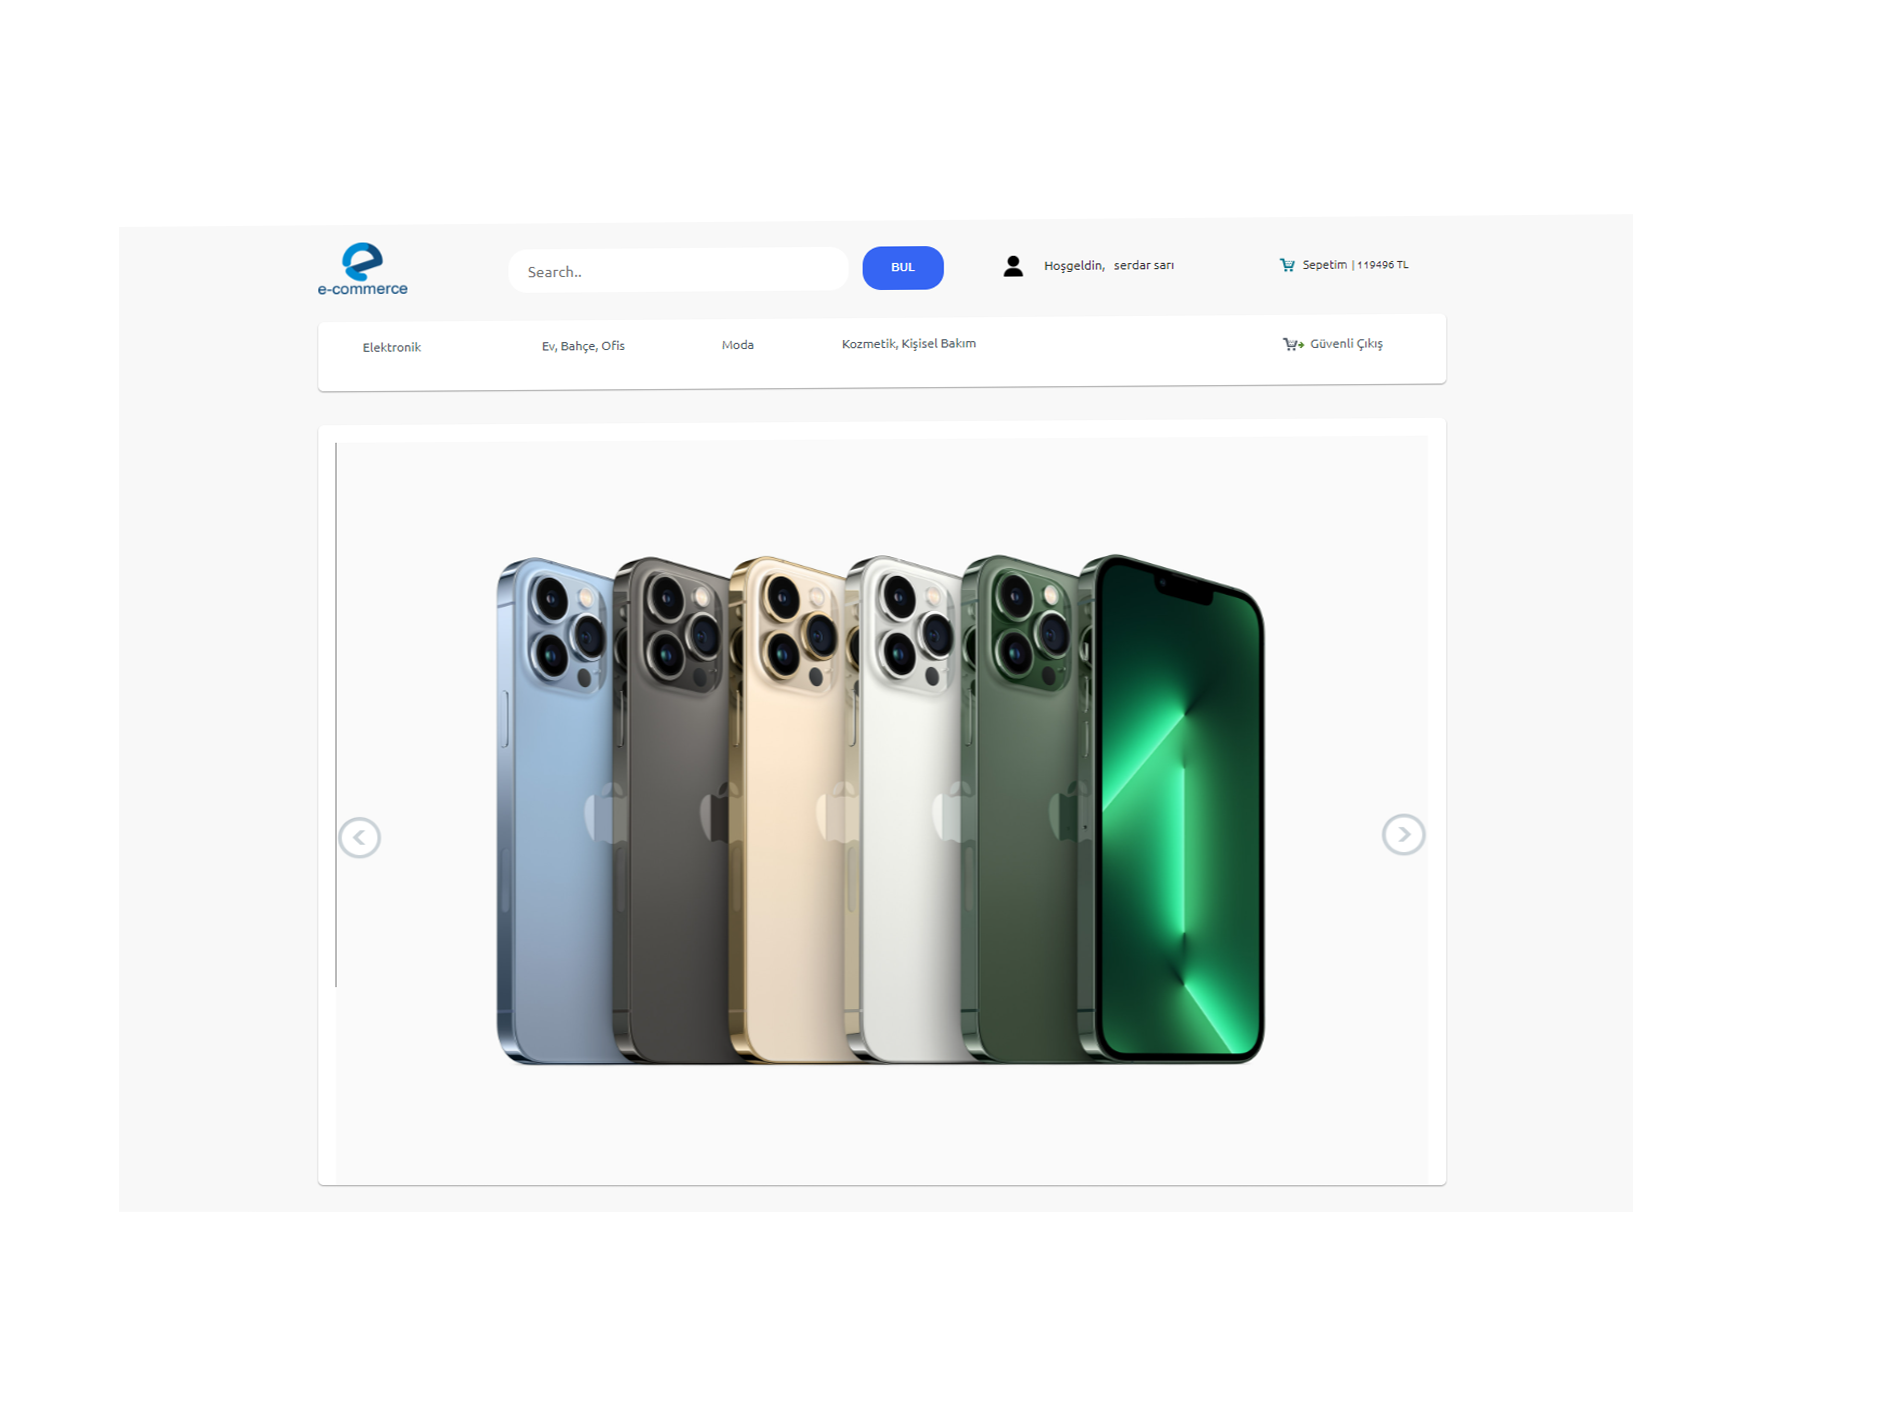 e-commerce
Search..
BUL
Hoşgeldin, serdar sarı
Sepetim | 119496 TL
Elektronik
Ev, Bahçe, Ofis
Moda
Kozmetik, Kişisel Bakım
Güvenli Çıkış